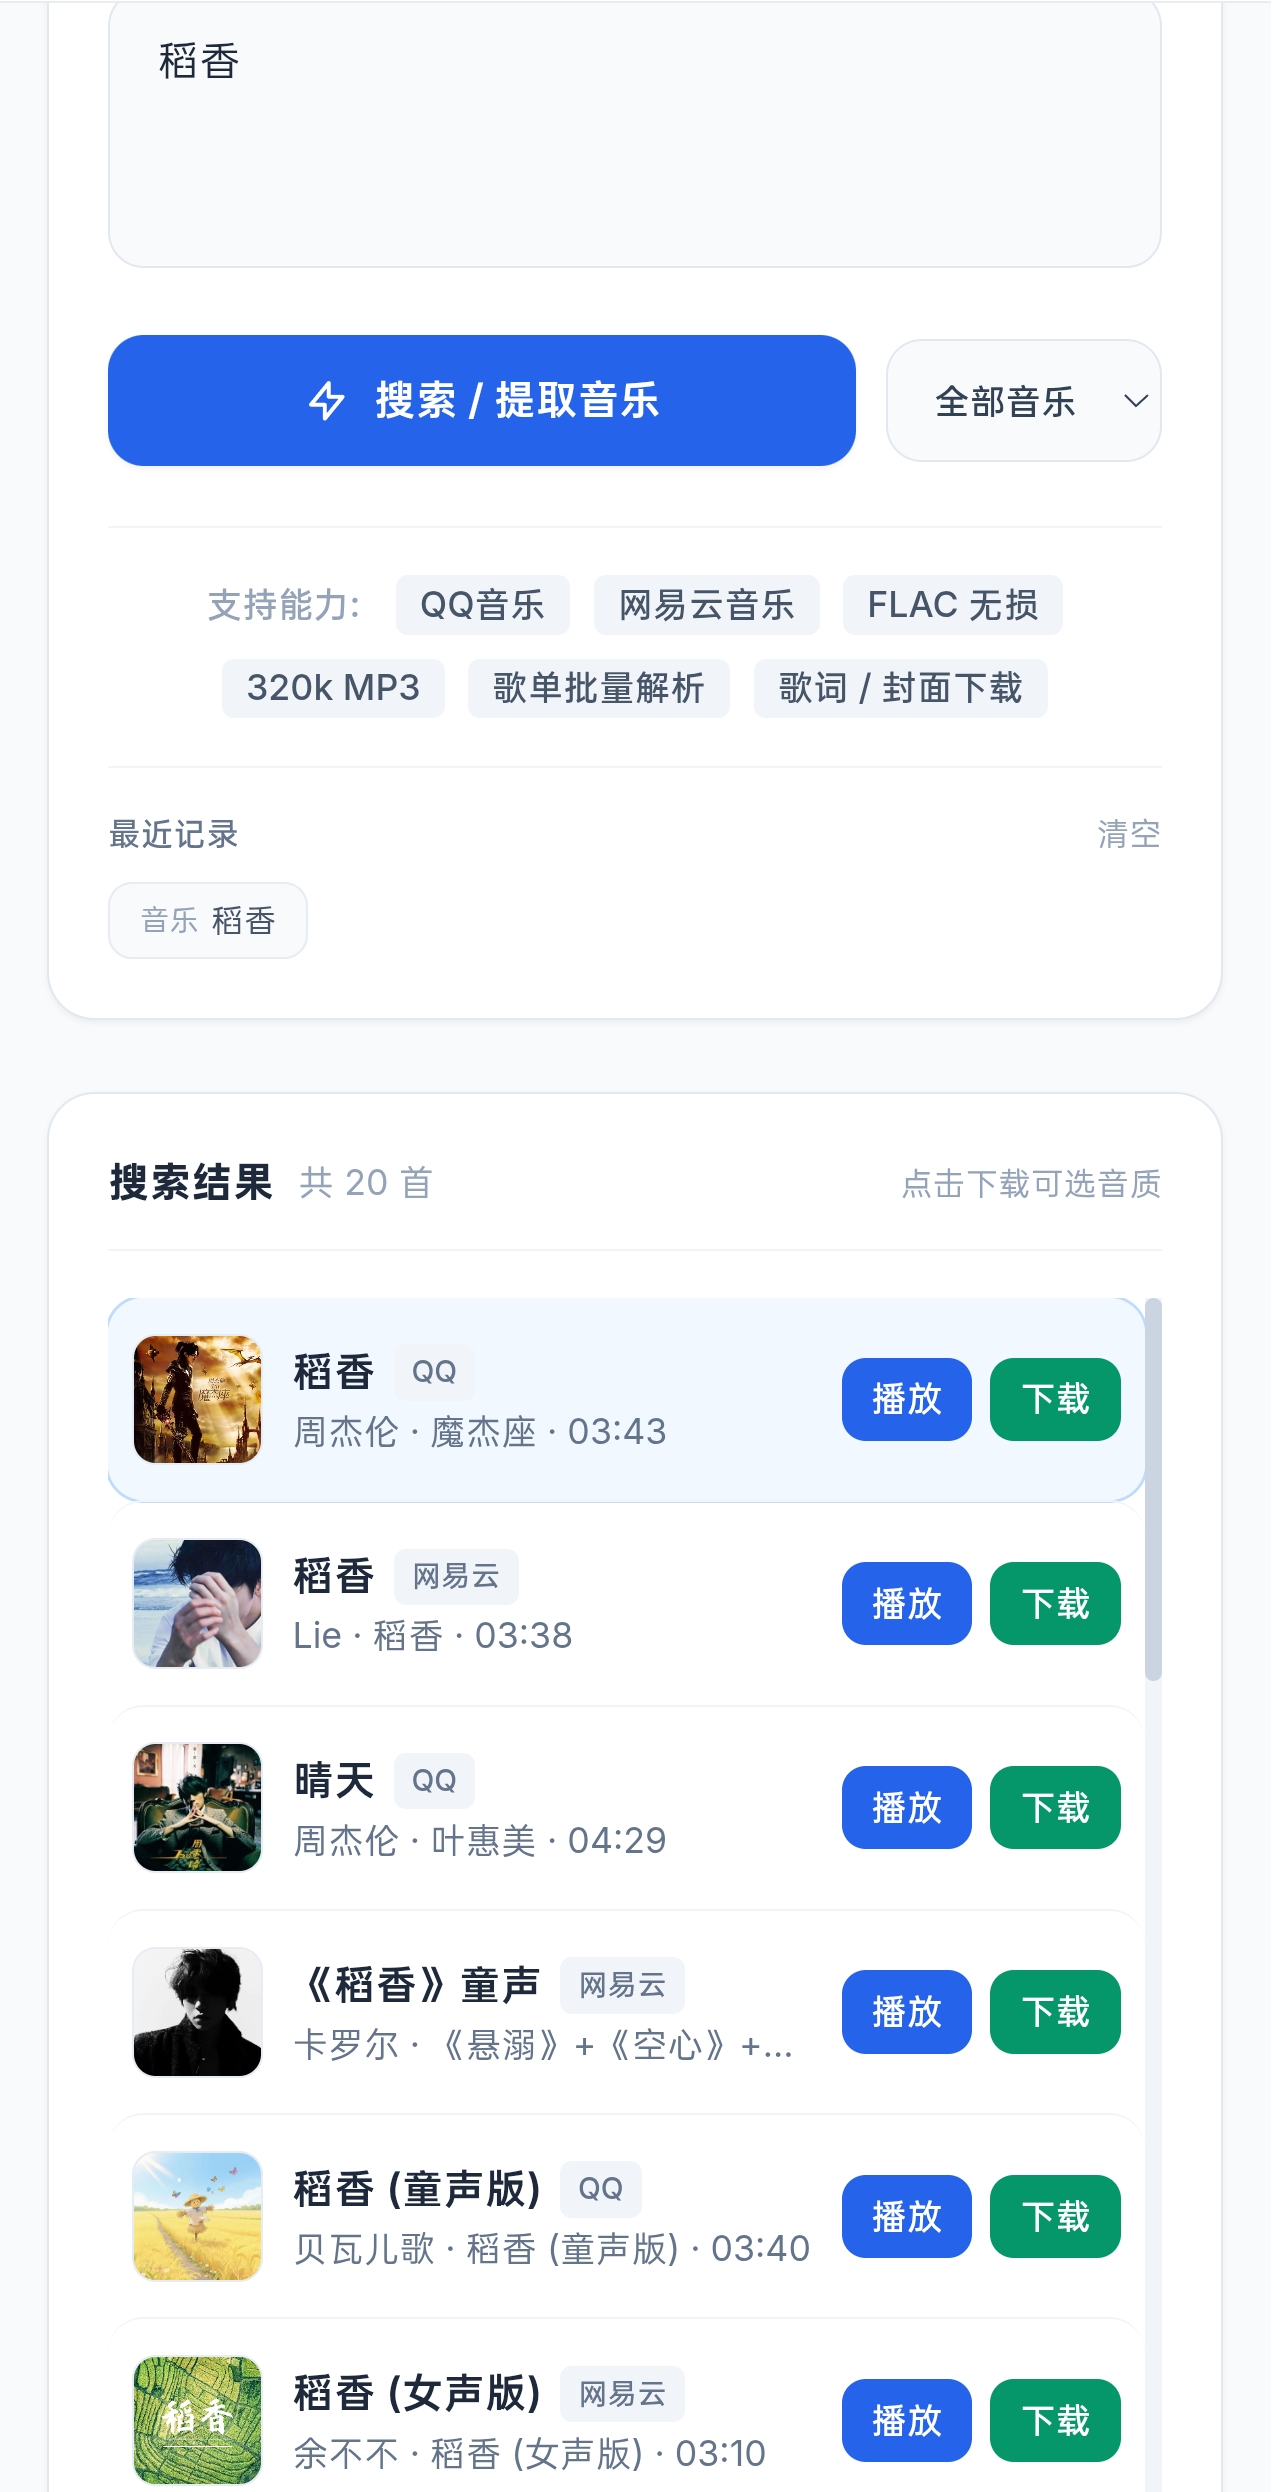 稻香
搜索 / 提取音乐
全部音乐
支持能力:
QQ音乐
网易云音乐
FLAC 无损
320k MP3
歌单批量解析
歌词 / 封面下载
最近记录
清空
音乐 稻香
搜索结果 共 20 首
点击下载可选音质
魔杰座
稻香 QQ
周杰伦 · 魔杰座 · 03:43
播放
下载
稻香 网易云
Lie · 稻香 · 03:38
播放
下载
晴天 QQ
周杰伦 · 叶惠美 · 04:29
播放
下载
《稻香》童声 网易云
卡罗尔 · 《悬溺》+《空心》+...
播放
下载
稻香 (童声版) QQ
贝瓦儿歌 · 稻香 (童声版) · 03:40
播放
下载
稻香
稻香 (女声版) 网易云
余不不 · 稻香 (女声版) · 03:10
播放
下载